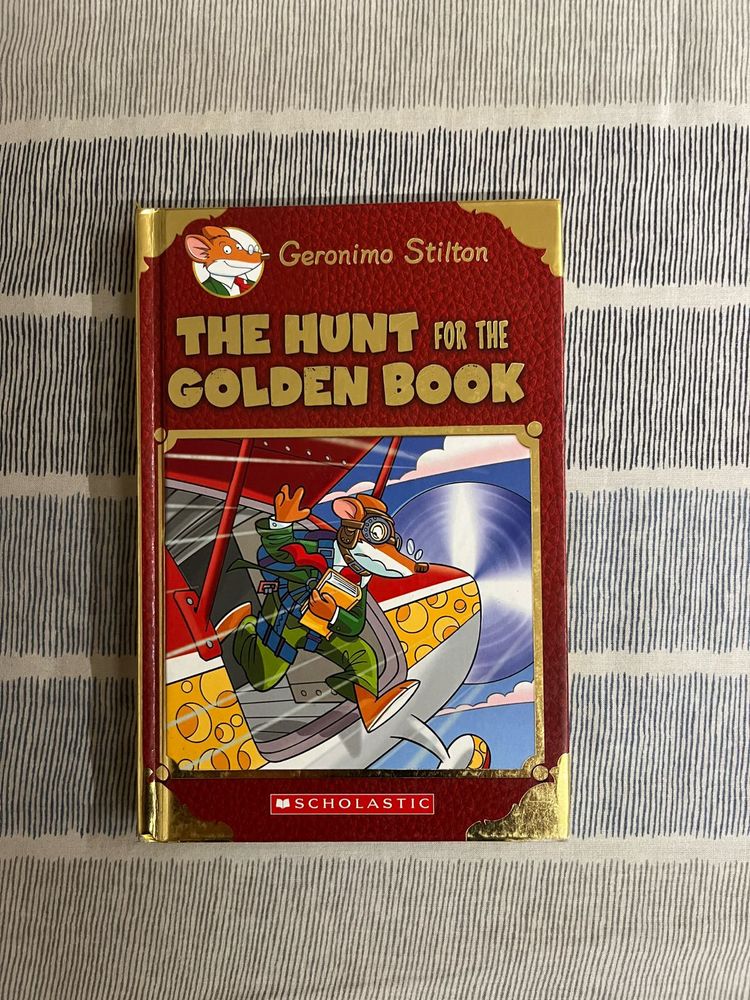 Geronimo Stilton
THE HUNT FOR THE
GOLDEN BOOK
SCHOLASTIC